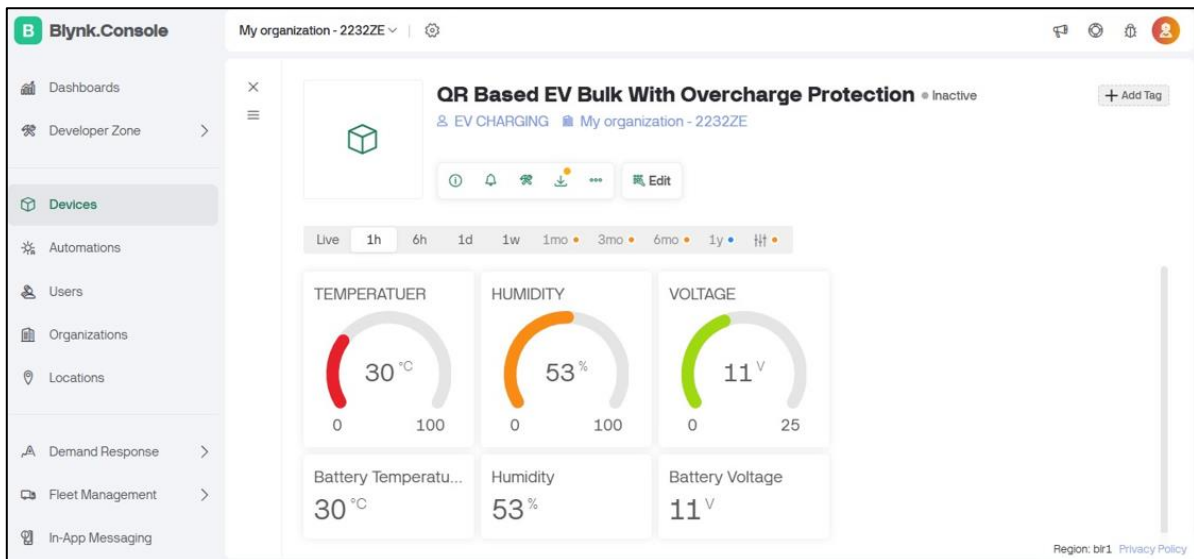 B Blynk.Console
My organization - 2232ZE
Dashboards
Developer Zone
Devices
Automations
Users
Organizations
Locations
Demand Response
Fleet Management
In-App Messaging
QR Based EV Bulk With Overcharge Protection Inactive
+ Add Tag
EV CHARGING My organization - 2232ZE
Edit
Live 1h 6h 1d 1w 1mo 3mo 6mo 1y
TEMPERATUER HUMIDITY VOLTAGE
30 °C 53 % 11 V
0 100 0 100 0 25
Battery Temperatu... Humidity Battery Voltage
30 °C 53 % 11 V
Region: blr1 Privacy Policy